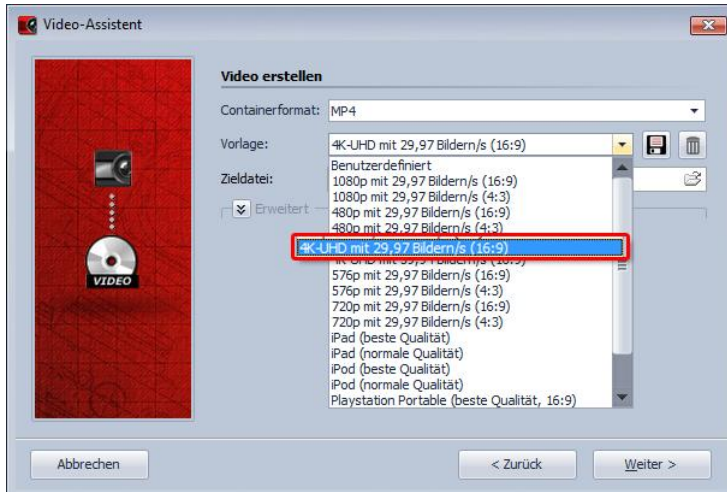 Video-Assistent
Video erstellen
Containerformat: MP4
Vorlage: 4K-UHD mit 29,97 Bildern/s (16:9)
Benutzerdefiniert
Zieldatei:
1080p mit 29,97 Bildern/s (16:9)
1080p mit 29,97 Bildern/s (4:3)
Erweitert
480p mit 29,97 Bildern/s (16:9)
480p mit 29,97 Bildern/s (4:3)
4K-UHD mit 29,97 Bildern/s (16:9)
576p mit 29,97 Bildern/s (16:9)
576p mit 29,97 Bildern/s (4:3)
720p mit 29,97 Bildern/s (16:9)
720p mit 29,97 Bildern/s (4:3)
iPad (beste Qualität)
iPad (normale Qualität)
iPod (beste Qualität)
iPod (normale Qualität)
Playstation Portable (beste Qualität, 16:9)
VIDEO
Abbrechen
< Zurück
Weiter >